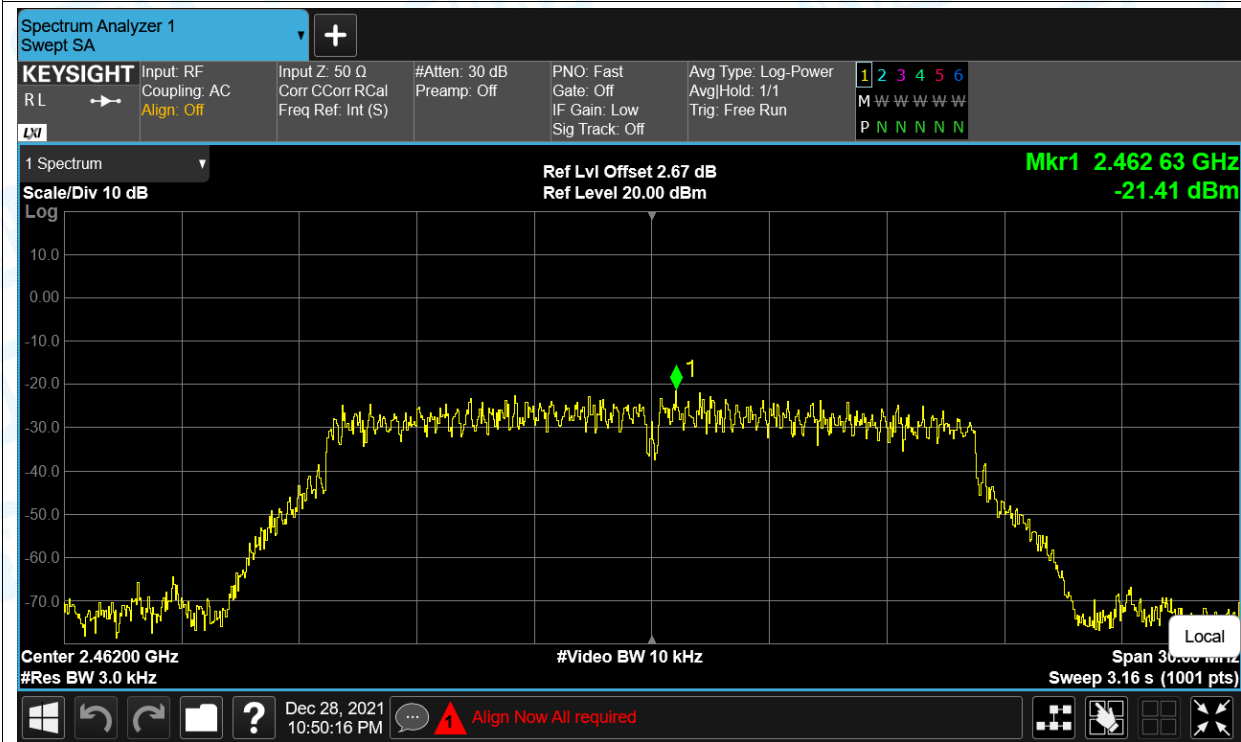 Spectrum Analyzer 1
Swept SA
KEYSIGHT
R L
LXI
Input: RF
Coupling: AC
Align: Off
Input Z: 50 Ω
Corr CCorr RCal
Freq Ref: Int (S)
#Atten: 30 dB
Preamp: Off
PNO: Fast
Gate: Off
IF Gain: Low
Sig Track: Off
Avg Type: Log-Power
Avg|Hold: 1/1
Trig: Free Run
1 2 3 4 5 6
M W W W W W
P N N N N N
1 Spectrum
Scale/Div 10 dB
Log
Ref Lvl Offset 2.67 dB
Ref Level 20.00 dBm
Mkr1 2.462 63 GHz
-21.41 dBm
10.0
0.00
-10.0
-20.0
-30.0
-40.0
-50.0
-60.0
-70.0
1
Center 2.46200 GHz
#Res BW 3.0 kHz
#Video BW 10 kHz
Span 30.00 MHz
Sweep 3.16 s (1001 pts)
Local
?
Dec 28, 2021
10:50:16 PM
1
Align Now All required